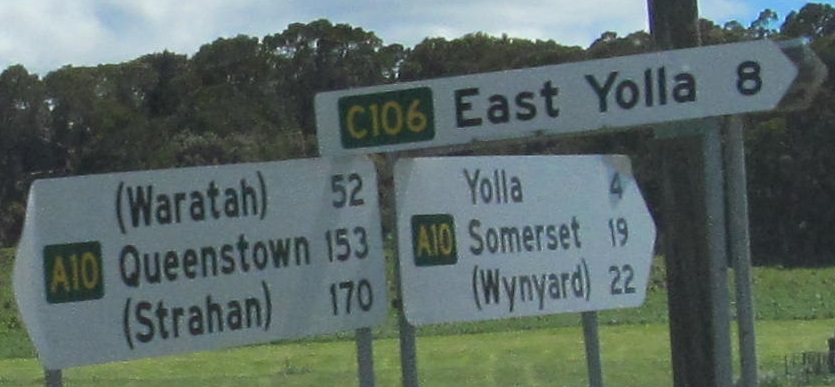 C106 East Yolla 8
(Waratah) 52
A10 Queenstown 153
(Strahan) 170
Yolla 4
A10 Somerset 19
(Wynyard) 22